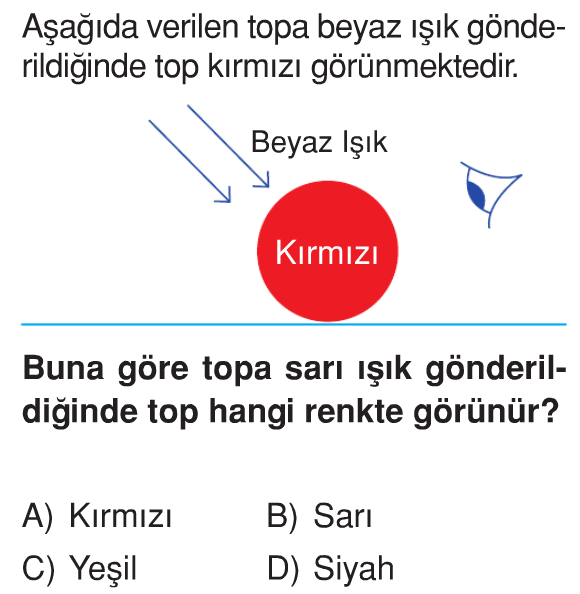 Aşağıda verilen topa beyaz ışık gönde-
rildiğinde top kırmızı görünmektedir.
Beyaz Işık
Kırmızı
Buna göre topa sarı ışık gönderil-
diğinde top hangi renkte görünür?
A) Kırmızı B) Sarı
C) Yeşil D) Siyah